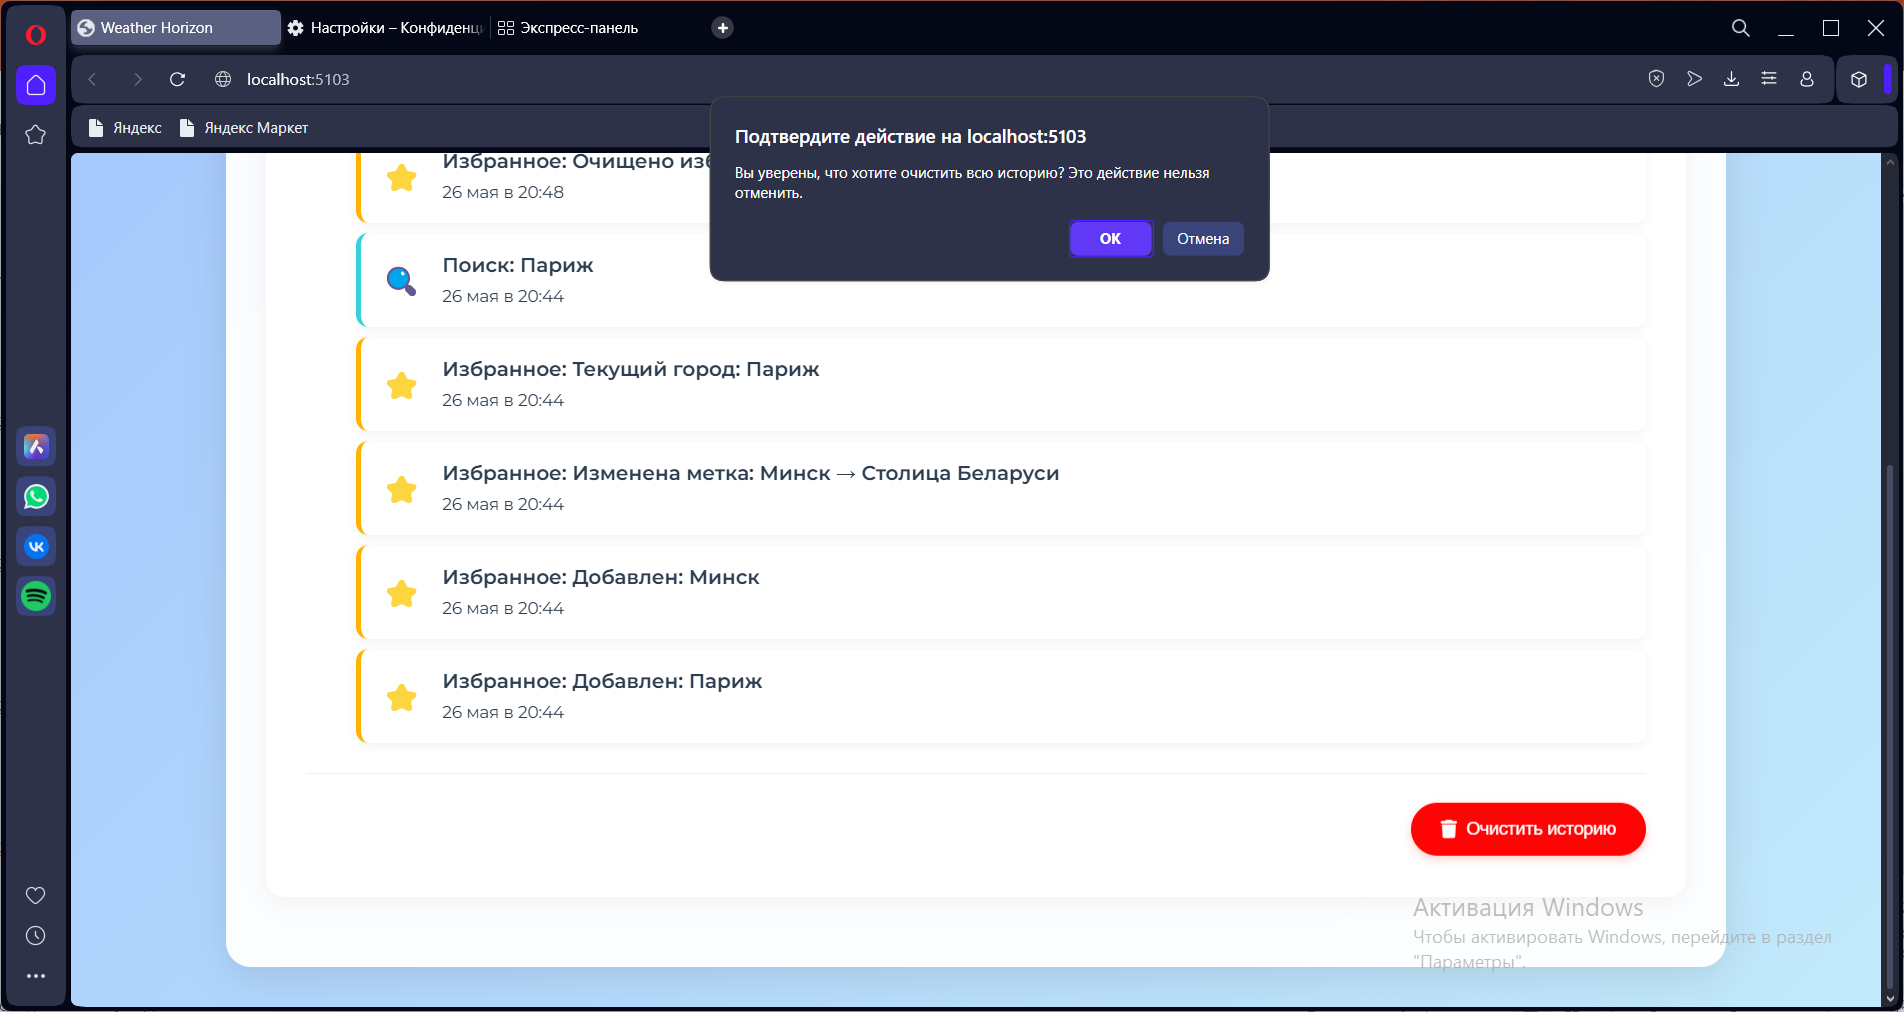 Weather Horizon
Настройки – Конфиденц
Экспресс-панель
localhost:5103
Яндекс
Яндекс Маркет
Подтвердите действие на localhost:5103
Вы уверены, что хотите очистить всю историю? Это действие нельзя
отменить.
OK
Отмена
Избранное: Очищено
26 мая в 20:48
Поиск: Париж
26 мая в 20:44
Избранное: Текущий город: Париж
26 мая в 20:44
Избранное: Изменена метка: Минск → Столица Беларуси
26 мая в 20:44
Избранное: Добавлен: Минск
26 мая в 20:44
Избранное: Добавлен: Париж
26 мая в 20:44
Очистить историю
Активация Windows
Чтобы активировать Windows, перейдите в раздел
"Параметры".